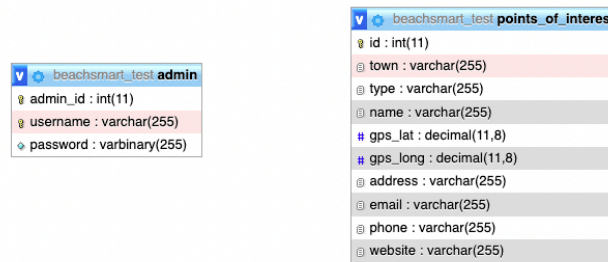 beachsmart_test admin
admin_id : int(11)
username : varchar(255)
password : varbinary(255)
beachsmart_test points_of_interes
id : int(11)
town : varchar(255)
type : varchar(255)
name : varchar(255)
gps_lat : decimal(11,8)
gps_long : decimal(11,8)
address : varchar(255)
email : varchar(255)
phone : varchar(255)
website : varchar(255)